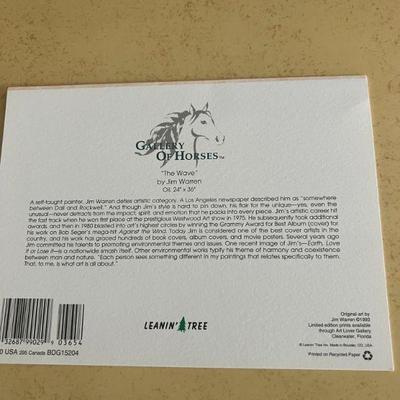 GALLERY
OF HORSES™
"The Wave"
by Jim Warren
Oil 24" x 36"
A self-taught painter, Jim Warren defies artistic category. A Los Angeles newspaper described him as "somewhere
between Dali and Rockwell." And though Jim's style is hard to pin down, his flair for the unique—yes, even the
unusual—never detracts from the impact, spirit, and emotion that he packs into every piece. Jim's artistic career hit
the fast track when he won first place at the prestigious Westwood Art show in 1975. He subsequently took additional
awards, and then in 1980 blasted into art's highest circles by winning the Grammy Award for Best Album (cover) for
his work on Bob Seger's mega-hit Against the Wind. Today Jim is considered one of the best cover artists in the
country, and his work has graced hundreds of book covers, album covers, and movie posters. Several years ago
Jim committed his talents to promoting environmental themes and issues. One recent image of Jim's—Earth, Love
It or Lose It—is a nationwide smash itself. Other environmental works typify his theme of harmony and coexistence
between man and nature. "Each person sees something different in my paintings that relates specifically to them.
That, to me, is what art is all about."
LEANIN' TREE
32687 99029 9 03654
0 USA 295 Canada BDG15204
Original art by
Jim Warren ©1993
Limited edition prints available
through Art Lover Gallery
Clearwater, Florida
© Leanin' Tree Inc. Made in Boulder, CO, USA
Printed on Recycled Paper